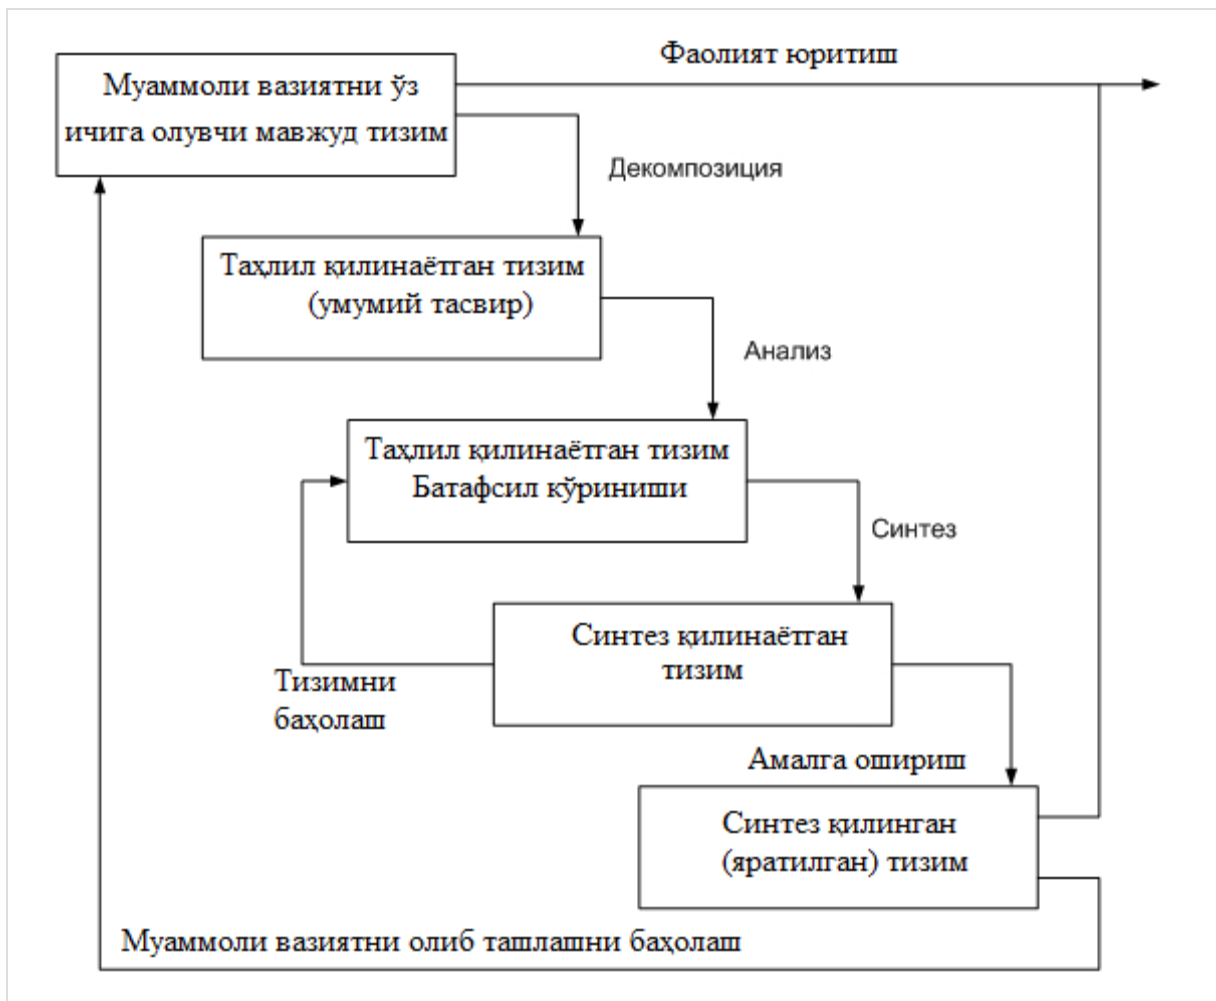 Фаолият юритиш
Муаммоли вазиятни ўз
ичига олувчи мавжуд тизим
Декомпозиция
Таҳлил қилинаётган тизим
(умумий тасвир)
Анализ
Таҳлил қилинаётган тизим
Батафсил кўриниши
Синтез
Синтез қилинаётган
тизим
Тизимни
баҳолаш
Амалга ошириш
Синтез қилинган
(яратилган) тизим
Муаммоли вазиятни олиб ташлашни баҳолаш